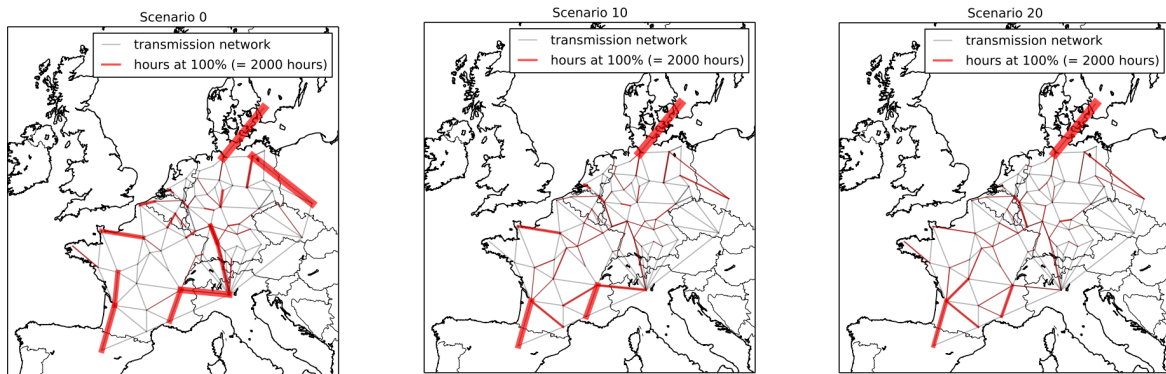 Scenario 0
transmission network
hours at 100% (= 2000 hours)
Scenario 10
transmission network
hours at 100% (= 2000 hours)
Scenario 20
transmission network
hours at 100% (= 2000 hours)